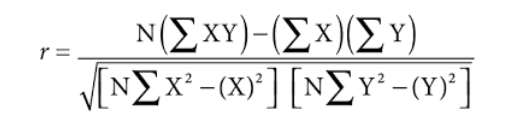 r = N(∑ XY)−(∑ X)(∑ Y) / √[N∑ X² −(X)²] [N∑ Y² −(Y)²]